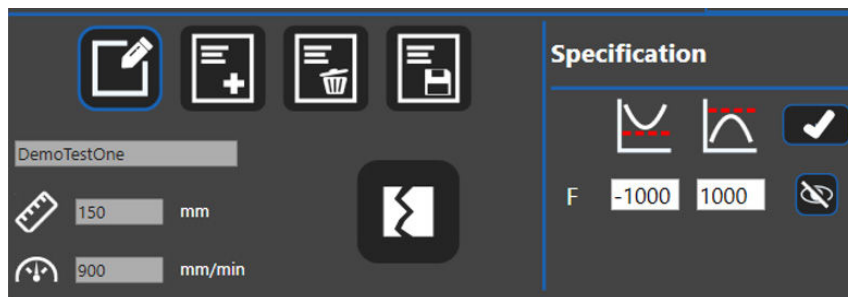 Specification
DemoTestOne
150 mm
900 mm/min
F -1000 1000